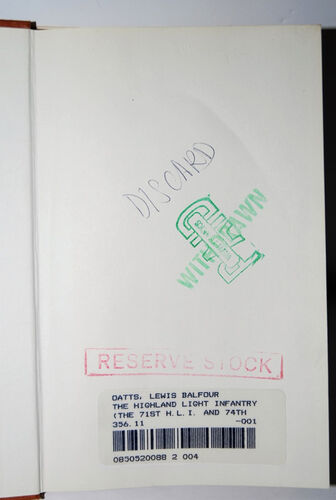 DISCARD
WITHDRAWN
RESERVE STOCK
OATTS, LEWIS BALFOUR
THE HIGHLAND LIGHT INFANTRY
(THE 71ST H.L.I. AND 74TH
356.11 -001
0850520088 2 004